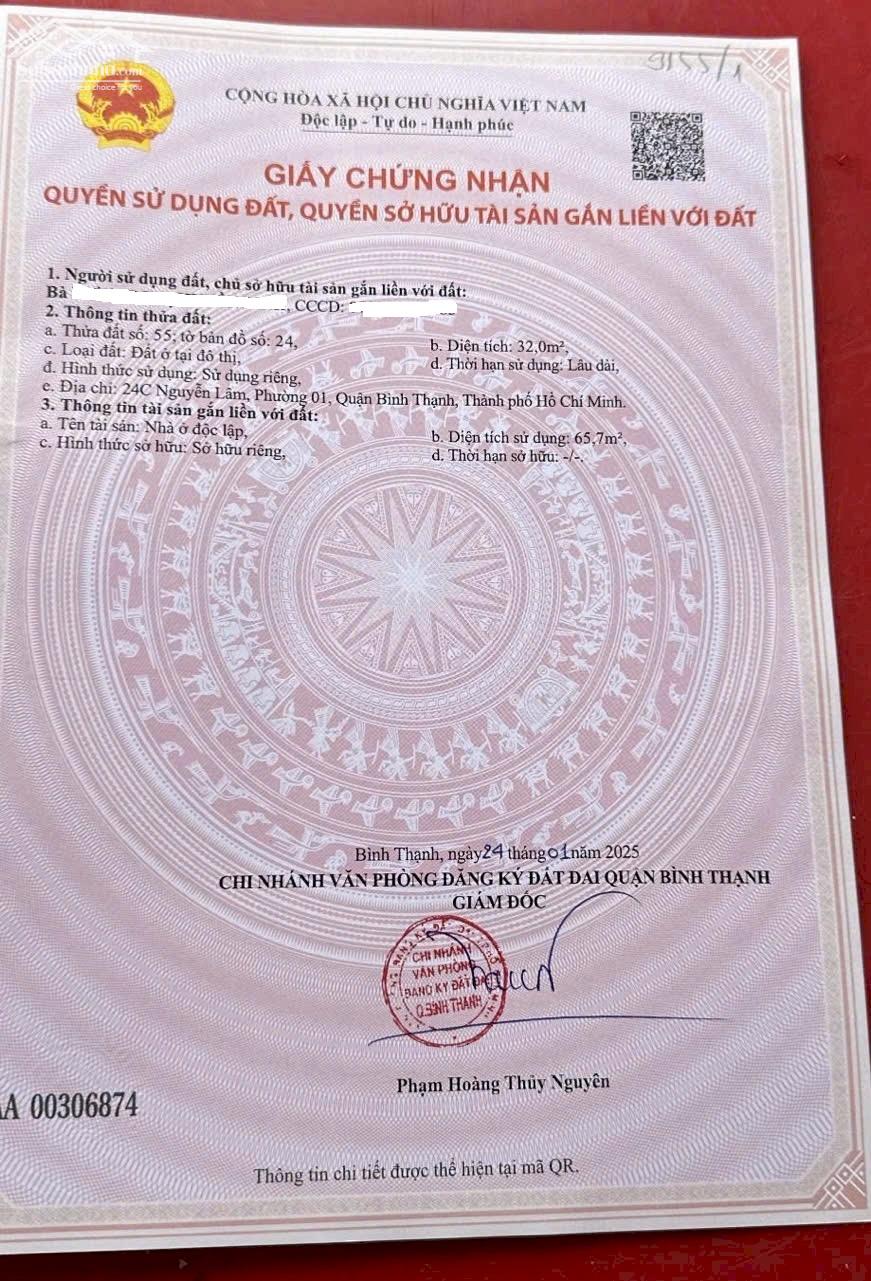 9155/1
CỘNG HÒA XÃ HỘI CHỦ NGHĨA VIỆT NAM
Độc lập - Tự do - Hạnh phúc
GIẤY CHỨNG NHẬN
QUYỀN SỬ DỤNG ĐẤT, QUYỀN SỞ HỮU TÀI SẢN GẮN LIỀN VỚI ĐẤT
1. Người sử dụng đất, chủ sở hữu tài sản gắn liền với đất:
Bà , CCCD:
2. Thông tin thửa đất:
a. Thửa đất số: 55; tờ bản đồ số: 24, b. Diện tích: 32,0m²,
c. Loại đất: Đất ở tại đô thị, d. Thời hạn sử dụng: Lâu dài,
đ. Hình thức sử dụng: Sử dụng riêng,
e. Địa chỉ: 24C Nguyễn Lâm, Phường 01, Quận Bình Thạnh, Thành phố Hồ Chí Minh.
3. Thông tin tài sản gắn liền với đất:
a. Tên tài sản: Nhà ở độc lập, b. Diện tích sử dụng: 65,7m²,
c. Hình thức sở hữu: Sở hữu riêng, d. Thời hạn sở hữu: -/-.
Bình Thạnh, ngày 24 tháng 01 năm 2025
CHI NHÁNH VĂN PHÒNG ĐĂNG KÝ ĐẤT ĐAI QUẬN BÌNH THẠNH
GIÁM ĐỐC
CHI NHÁNH
VĂN PHÒNG
ĐĂNG KÝ ĐẤT
Q.BÌNH THẠNH
Phạm Hoàng Thủy Nguyên
AA 00306874
Thông tin chi tiết được thể hiện tại mã QR.